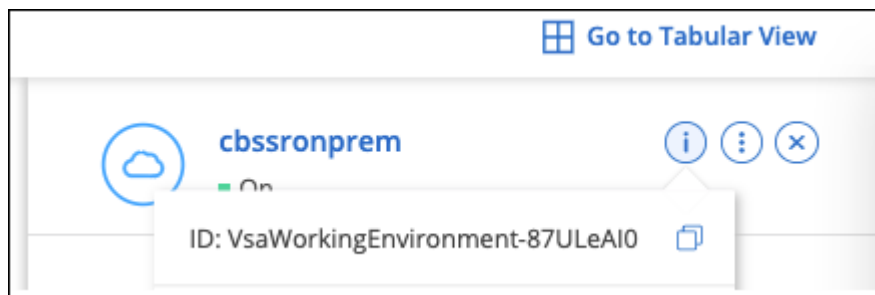 Go to Tabular View
cbssronprem
On
ID: VsaWorkingEnvironment-87ULeAI0